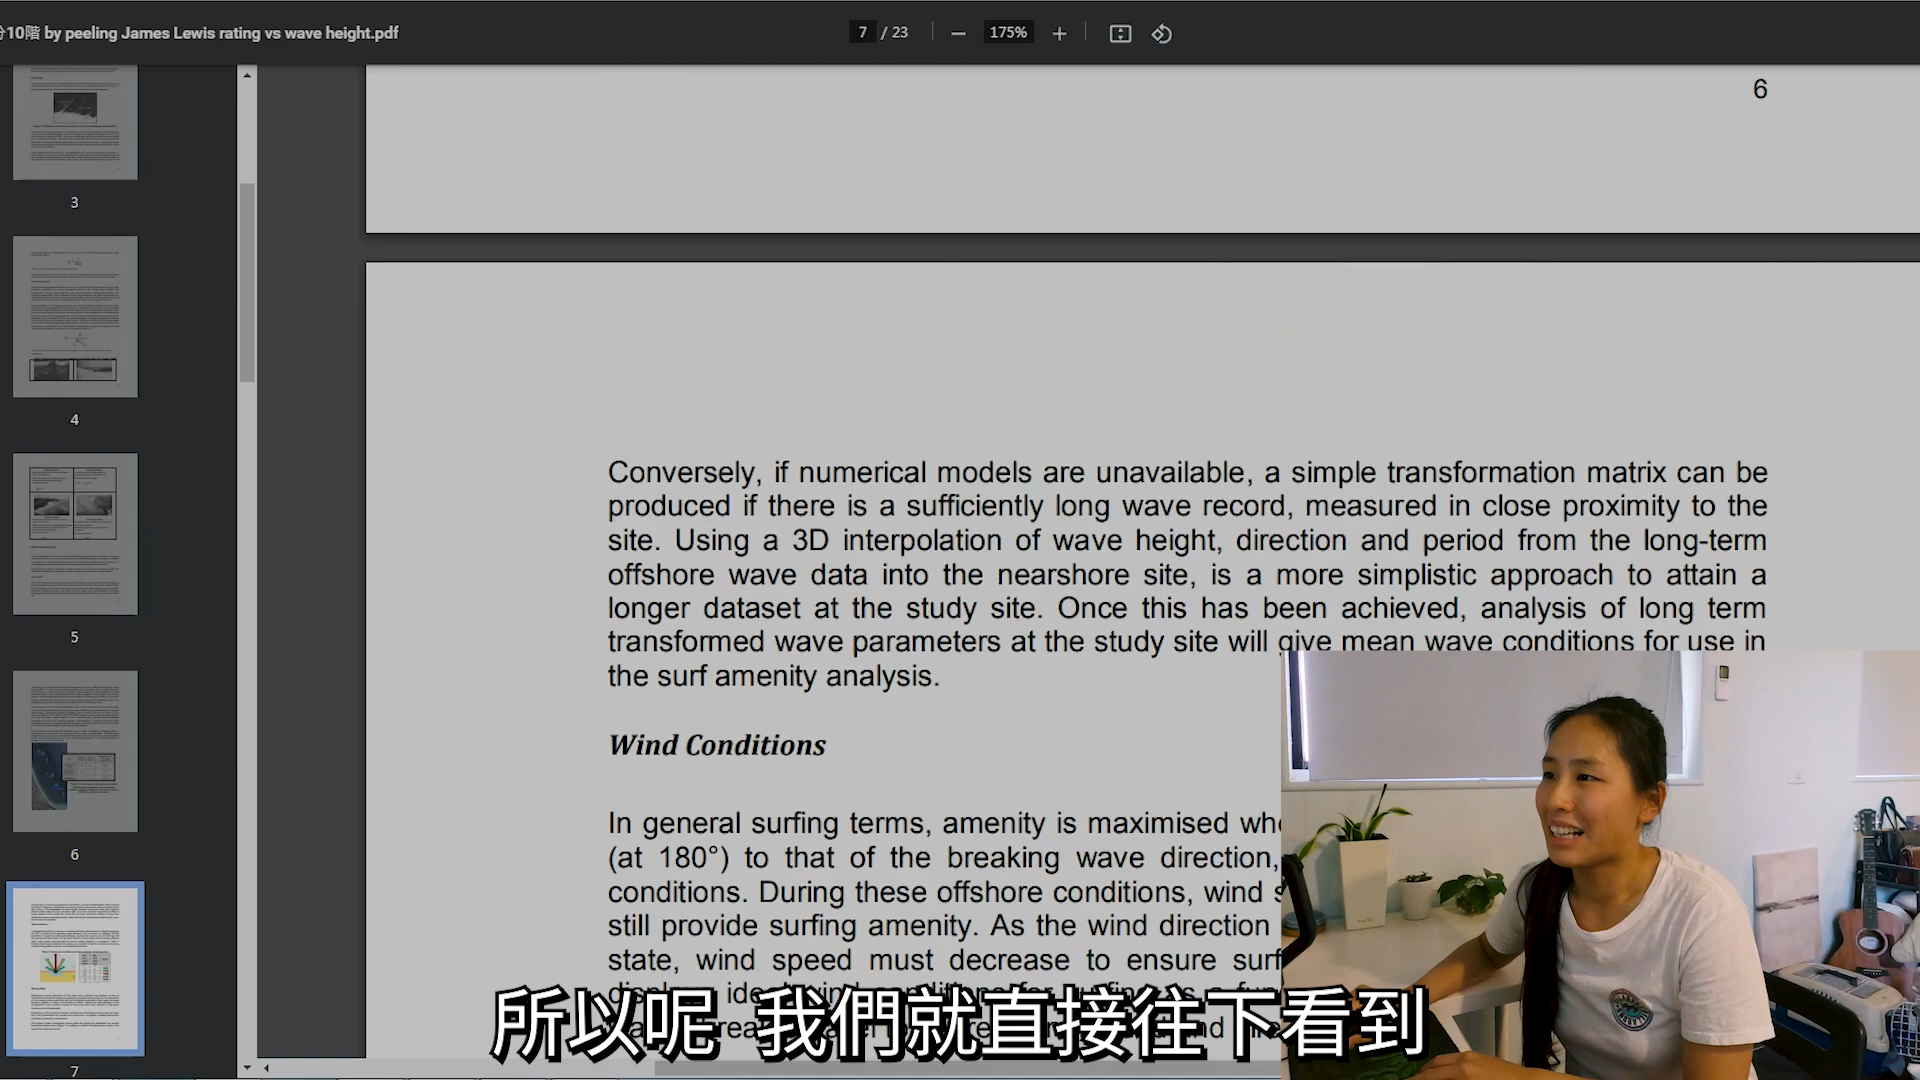 10階 by peeling James Lewis rating vs wave height.pdf
7 / 23
175%
3
4
5
6
7
6
Conversely, if numerical models are unavailable, a simple transformation matrix can be
produced if there is a sufficiently long wave record, measured in close proximity to the
site. Using a 3D interpolation of wave height, direction and period from the long-term
offshore wave data into the nearshore site, is a more simplistic approach to attain a
longer dataset at the study site. Once this has been achieved, analysis of long term
transformed wave parameters at the study site will give mean wave conditions for use in
the surf amenity analysis.
Wind Conditions
In general surfing terms, amenity is maximised
(at 180°) to that of the breaking wave direction,
conditions. During these offshore conditions, wind
still provide surfing amenity. As the wind direction
state, wind speed must decrease to ensure
所以呢 我們就直接往下看到